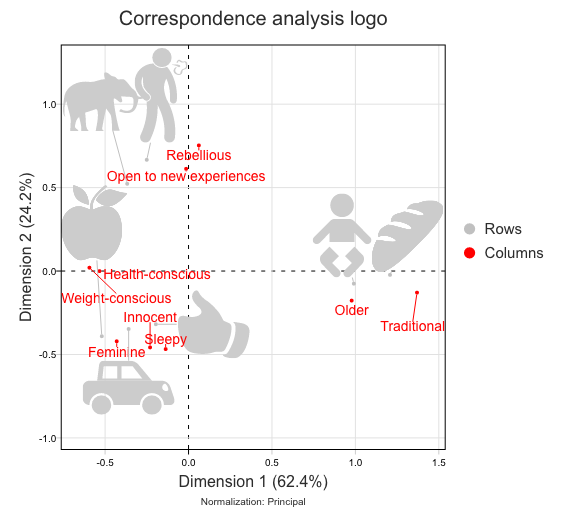 Correspondence analysis logo
Dimension 2 (24.2%)
1.0
0.5
0.0
-0.5
-1.0
Rebellious
Open to new experiences
Health-conscious
Weight-conscious
Innocent
Sleepy
Feminine
Older
Traditional
Rows
Columns
-0.5
0.0
0.5
1.0
1.5
Dimension 1 (62.4%)
Normalization: Principal